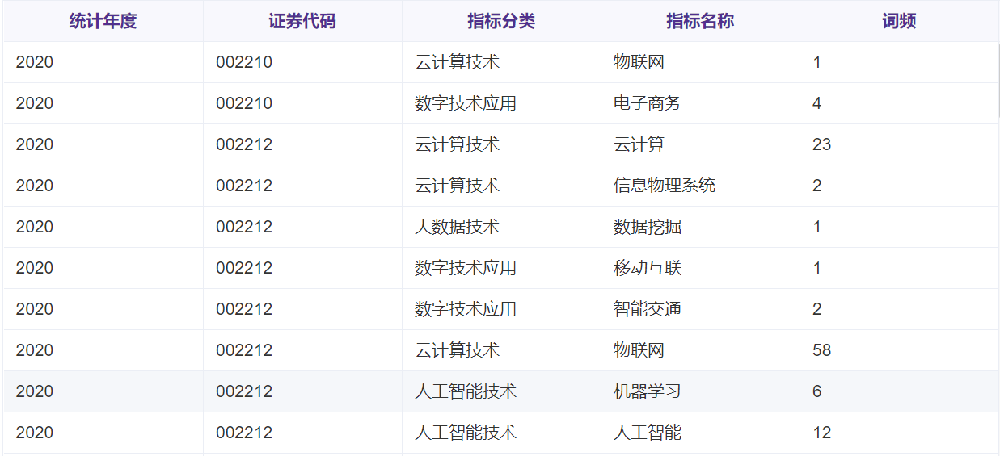 统计年度 证券代码 指标分类 指标名称 词频
2020 002210 云计算技术 物联网 1
2020 002210 数字技术应用 电子商务 4
2020 002212 云计算技术 云计算 23
2020 002212 云计算技术 信息物理系统 2
2020 002212 大数据技术 数据挖掘 1
2020 002212 数字技术应用 移动互联 1
2020 002212 数字技术应用 智能交通 2
2020 002212 云计算技术 物联网 58
2020 002212 人工智能技术 机器学习 6
2020 002212 人工智能技术 人工智能 12